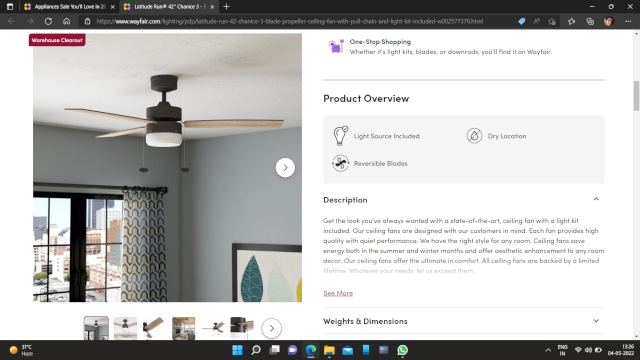 Appliances Sale You'll Love in 20
Latitude Run® 42" Chance 3 - B
https://www.wayfair.com/lighting/pdp/latitude-run-42-chance-3-blade-propeller-ceiling-fan-with-pull-chain-and-light-kit-included-w002577376.html
Warehouse Clearout
One-Stop Shopping
Whether it's light kits, blades, or downrods, you'll find it on Wayfair.
Product Overview
Light Source Included
Dry Location
Reversible Blades
Description
Get the look you've always wanted with a state-of-the-art, ceiling fan with a light kit
included. Our ceiling fans are designed with our customers in mind. Each fan provides high
quality with quiet performance. We have the right style for any room. Ceiling fans save
energy both in the summer and winter months and offer aesthetic enhancement to any room
decor. Our ceiling fans offer the ultimate in comfort. All ceiling fans are backed by a limited
lifetime. Whatever your needs, let us exceed them.
See More
Weights & Dimensions
31°C
Haze
ENG
IN
13:26
04-05-2022